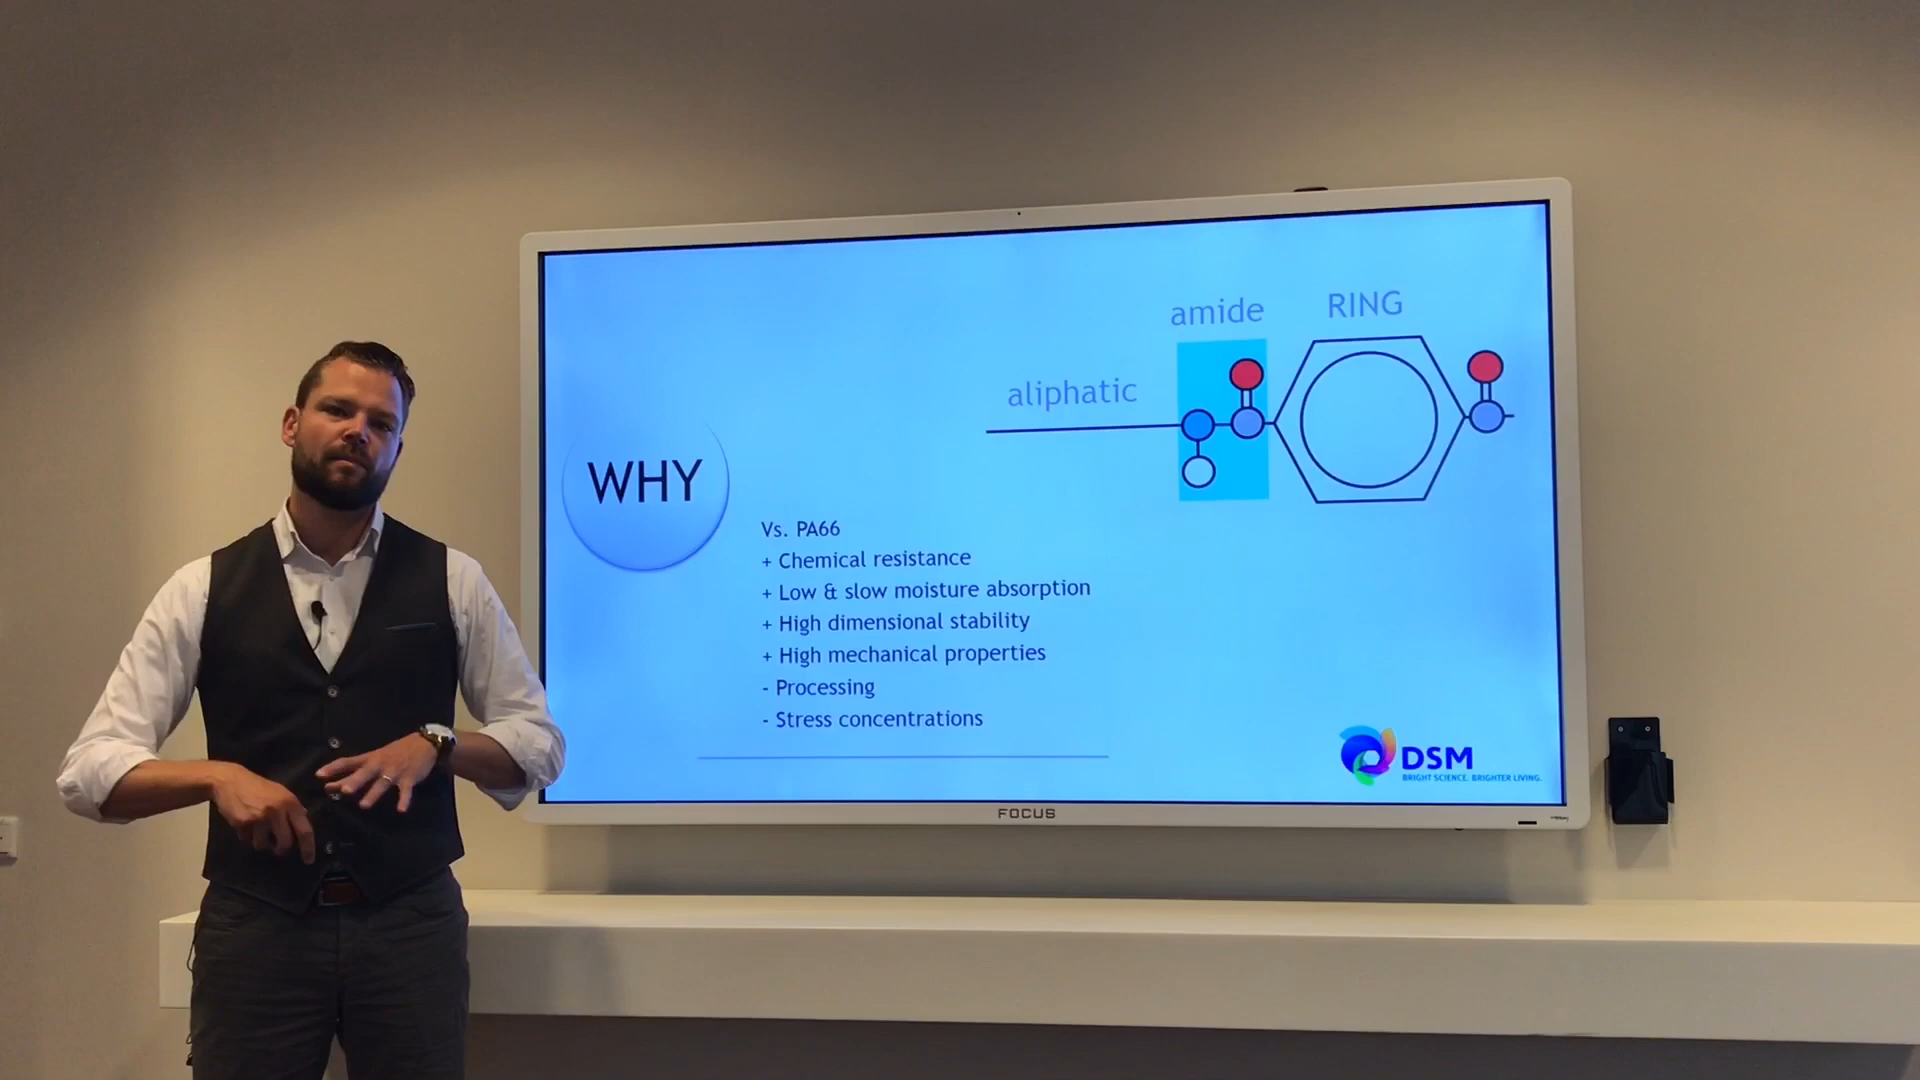 amide
RING
aliphatic
WHY
Vs. PA66
+ Chemical resistance
+ Low & slow moisture absorption
+ High dimensional stability
+ High mechanical properties
- Processing
- Stress concentrations
DSM
BRIGHT SCIENCE. BRIGHTER LIVING.
FOCUS